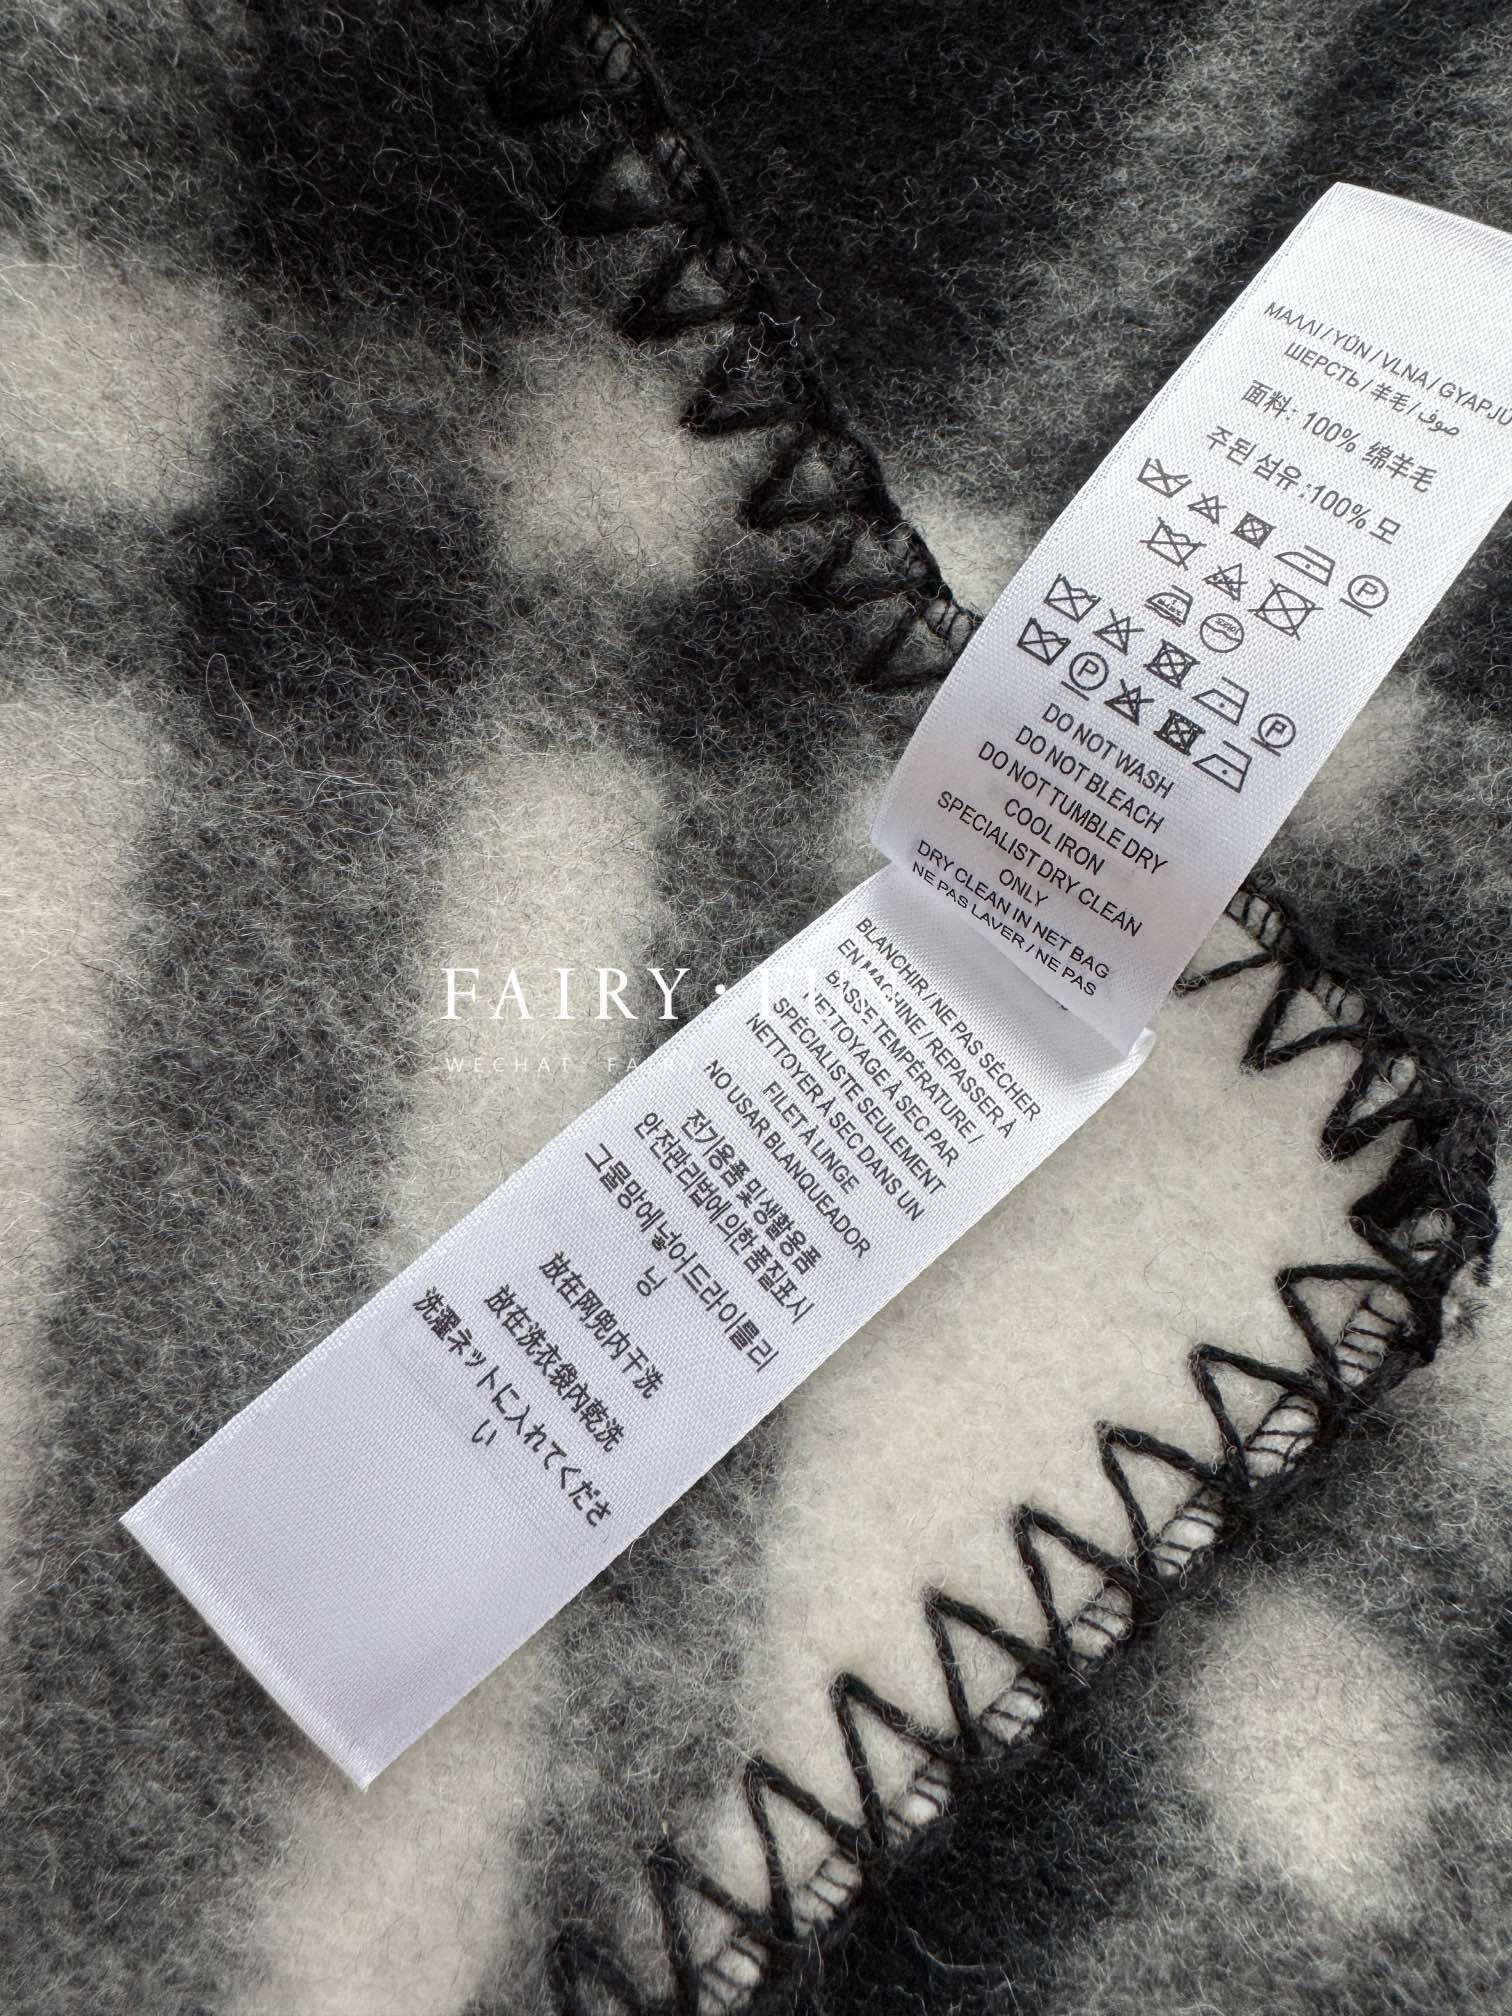 ΜΑΛΛΙ / YÜN / VLNA / GYAPJÚ
ШЕРСТЬ / 羊毛 / صوف
面料: 100% 绵羊毛
주된 섬유 :100% 모
P
P
P
DO NOT WASH
DO NOT BLEACH
DO NOT TUMBLE DRY
COOL IRON
SPECIALIST DRY CLEAN
ONLY
DRY CLEAN IN NET BAG
NE PAS LAVER / NE PAS
BLANCHIR / NE PAS SÉCHER
EN MACHINE / REPASSER À
BASSE TEMPÉRATURE /
NETTOYAGE À SEC PAR
SPÉCIALISTE SEULEMENT
NETTOYER À SEC DANS UN
FILET À LINGE
NO USAR BLANQUEADOR
전기용품 및 생활용품
안전관리법에 의한 품질표시
그물망에 넣어 드라이클리
닝
放在网兜内干洗
放在洗衣袋內乾洗
洗濯ネットに入れてくださ
い
FAIRY
WECHAT